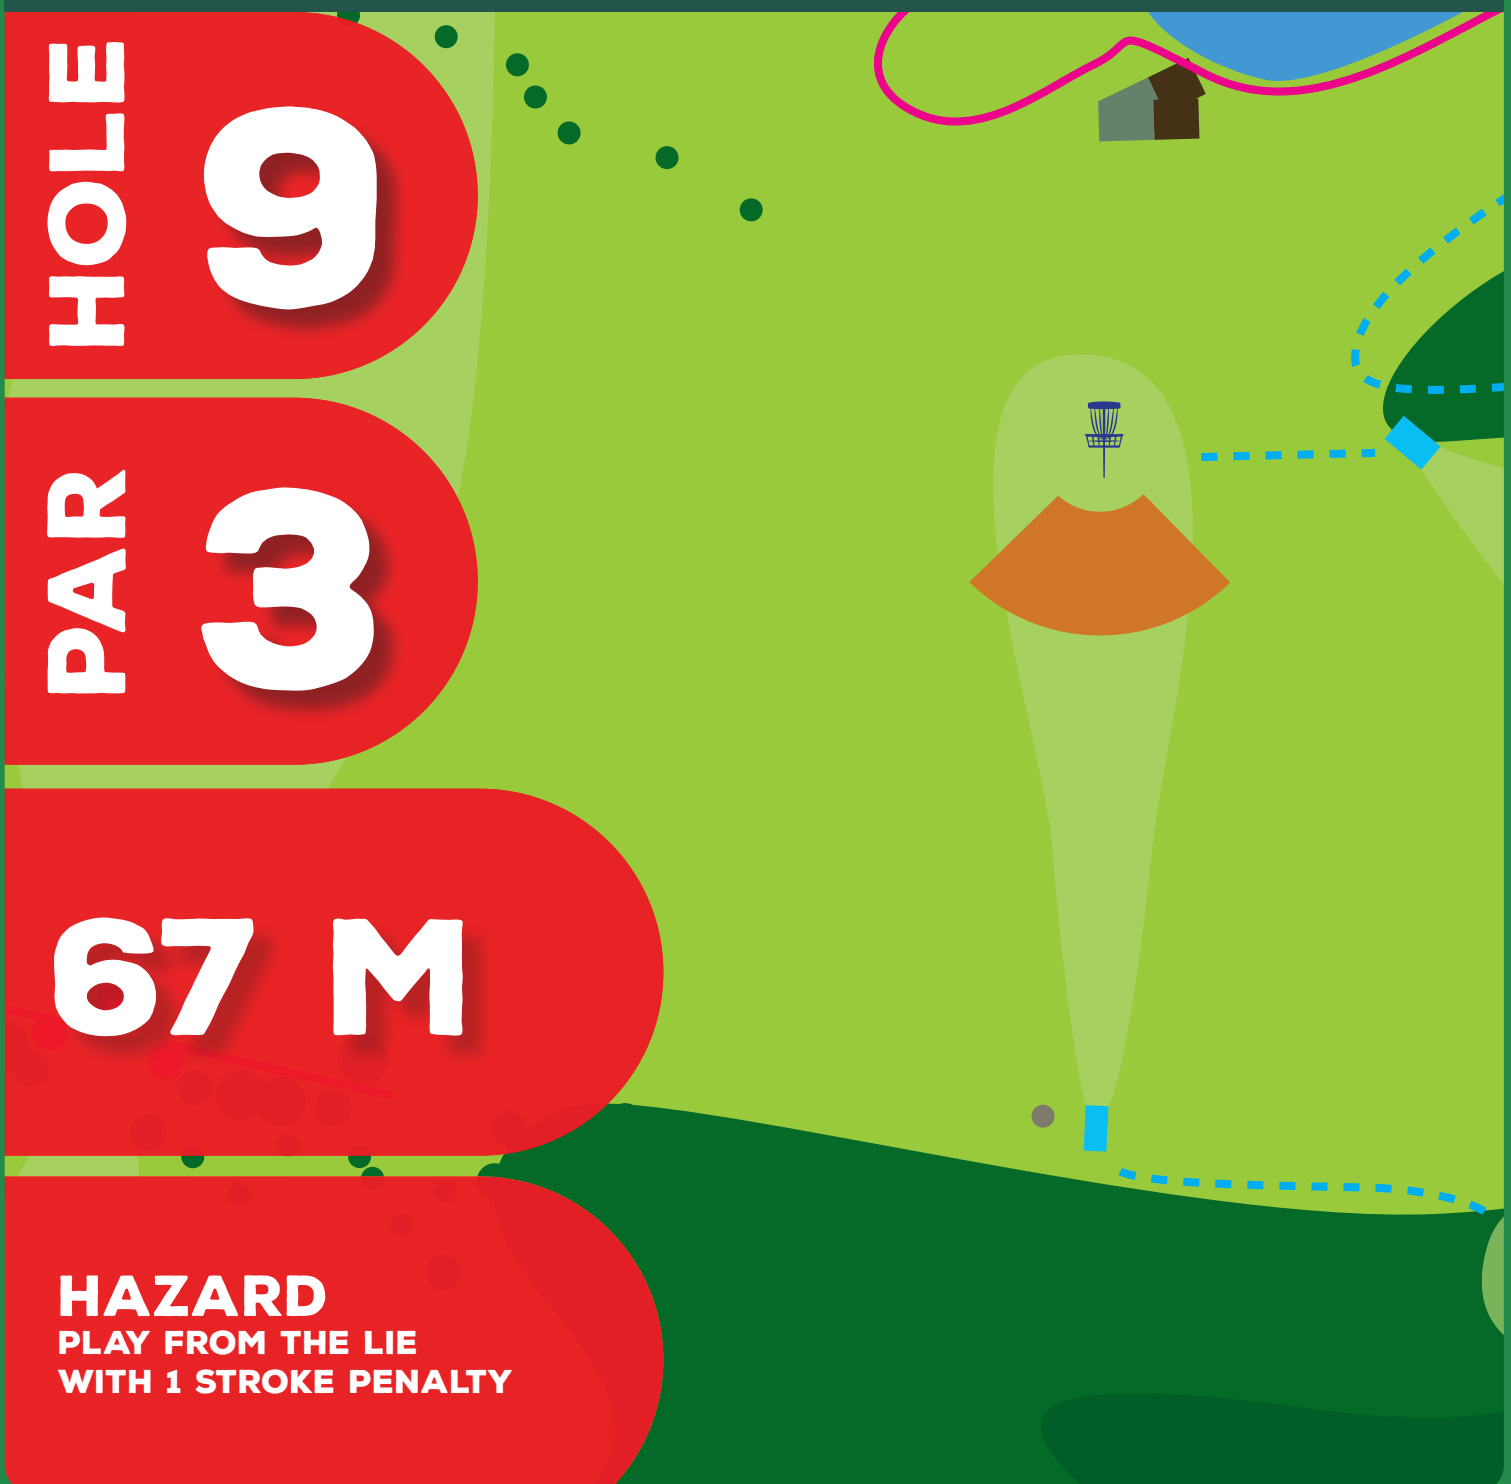 HOLE
9
PAR
3
67 M
HAZARD
PLAY FROM THE LIE
WITH 1 STROKE PENALTY